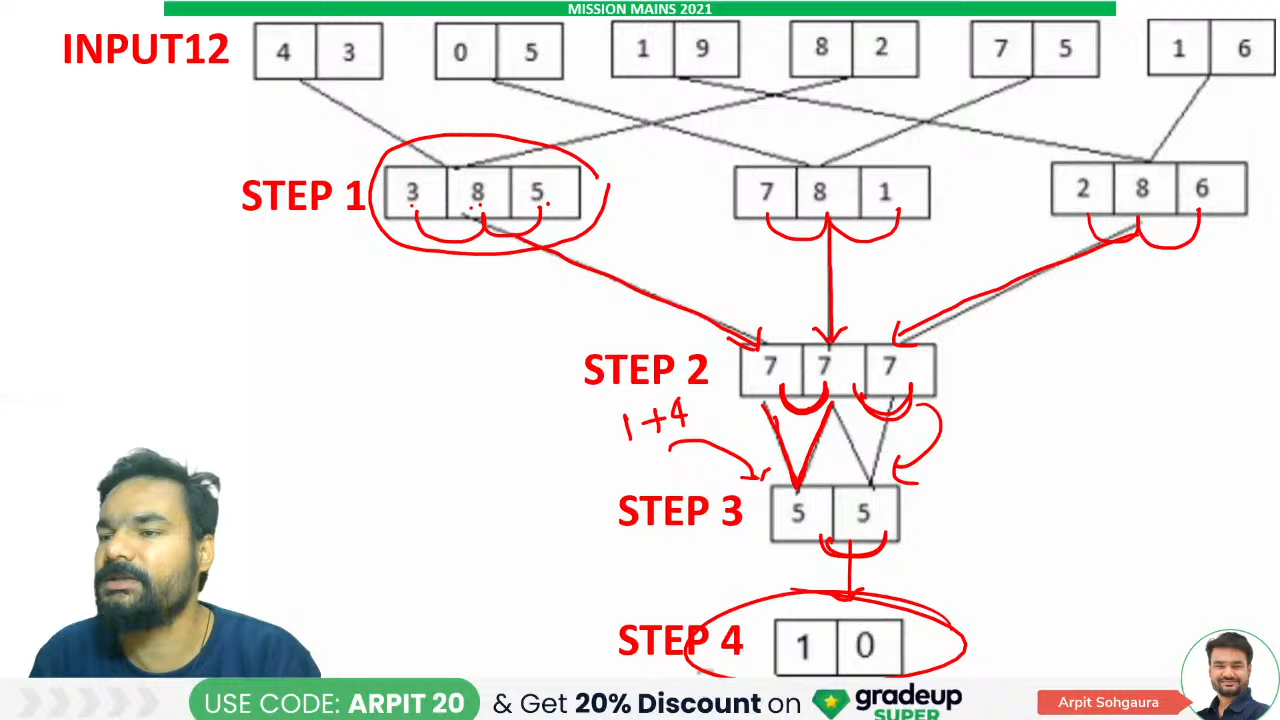 MISSION MAINS 2021
INPUT12 4 3 0 5 1 9 8 2 7 5 1 6
STEP 1 3 8 5 7 8 1 2 8 6
STEP 2 7 7 7
1+4
STEP 3 5 5
STEP 4 1 0
USE CODE: ARPIT 20 & Get 20% Discount on gradeup
SUPER
Arpit Sohgaura